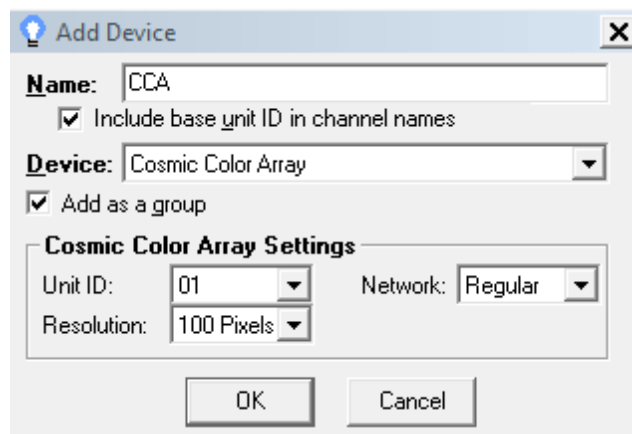 Add Device
Name: CCA
Include base unit ID in channel names
Device: Cosmic Color Array
Add as a group
Cosmic Color Array Settings
Unit ID: 01 Network: Regular
Resolution: 100 Pixels
OK Cancel